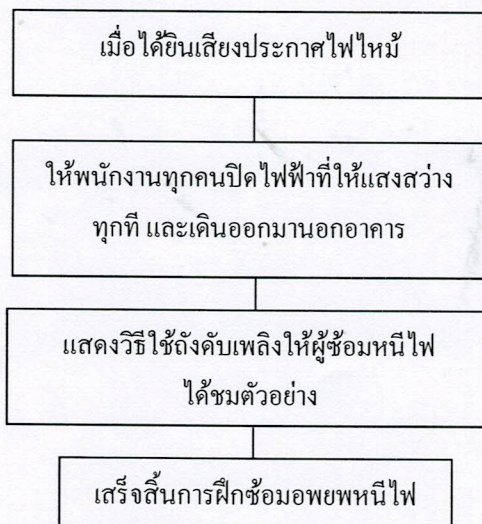 เมื่อได้ยินเสียงประกาศไฟไหม้
ให้พนักงานทุกคนปิดไฟฟ้าที่ให้แสงสว่าง
ทุกที และเดินออกมานอกอาคาร
แสดงวิธีใช้ถังดับเพลิงให้ผู้ซ้อมหนีไฟ
ได้ชมตัวอย่าง
เสร็จสิ้นการฝึกซ้อมอพยพหนีไฟ